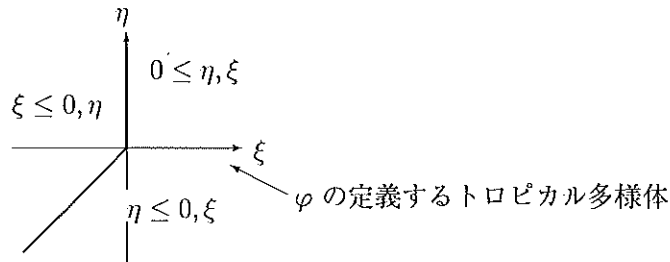 η
0 ≤ η, ξ
ξ ≤ 0, η
ξ
η ≤ 0, ξ
φ の定義するトロピカル多様体